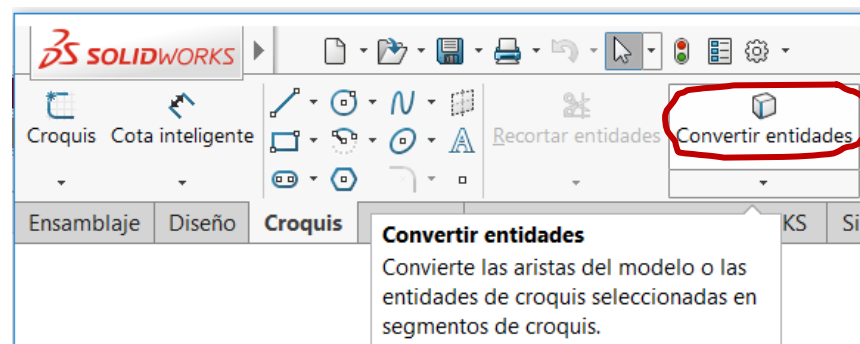 SOLIDWORKS
Croquis Cota inteligente Recortar entidades Convertir entidades
Ensamblaje Diseño Croquis KS Si
Convertir entidades
Convierte las aristas del modelo o las
entidades de croquis seleccionadas en
segmentos de croquis.